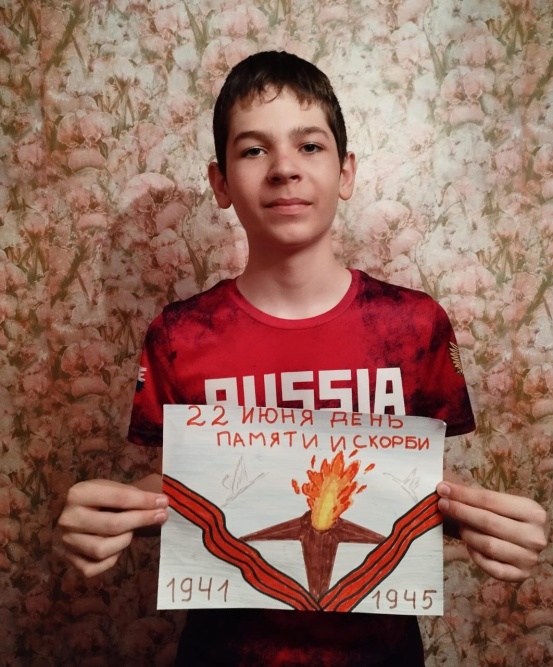 RUSSIA
22 ИЮНЯ ДЕНЬ
ПАМЯТИ И СКОРБИ
1941
1945